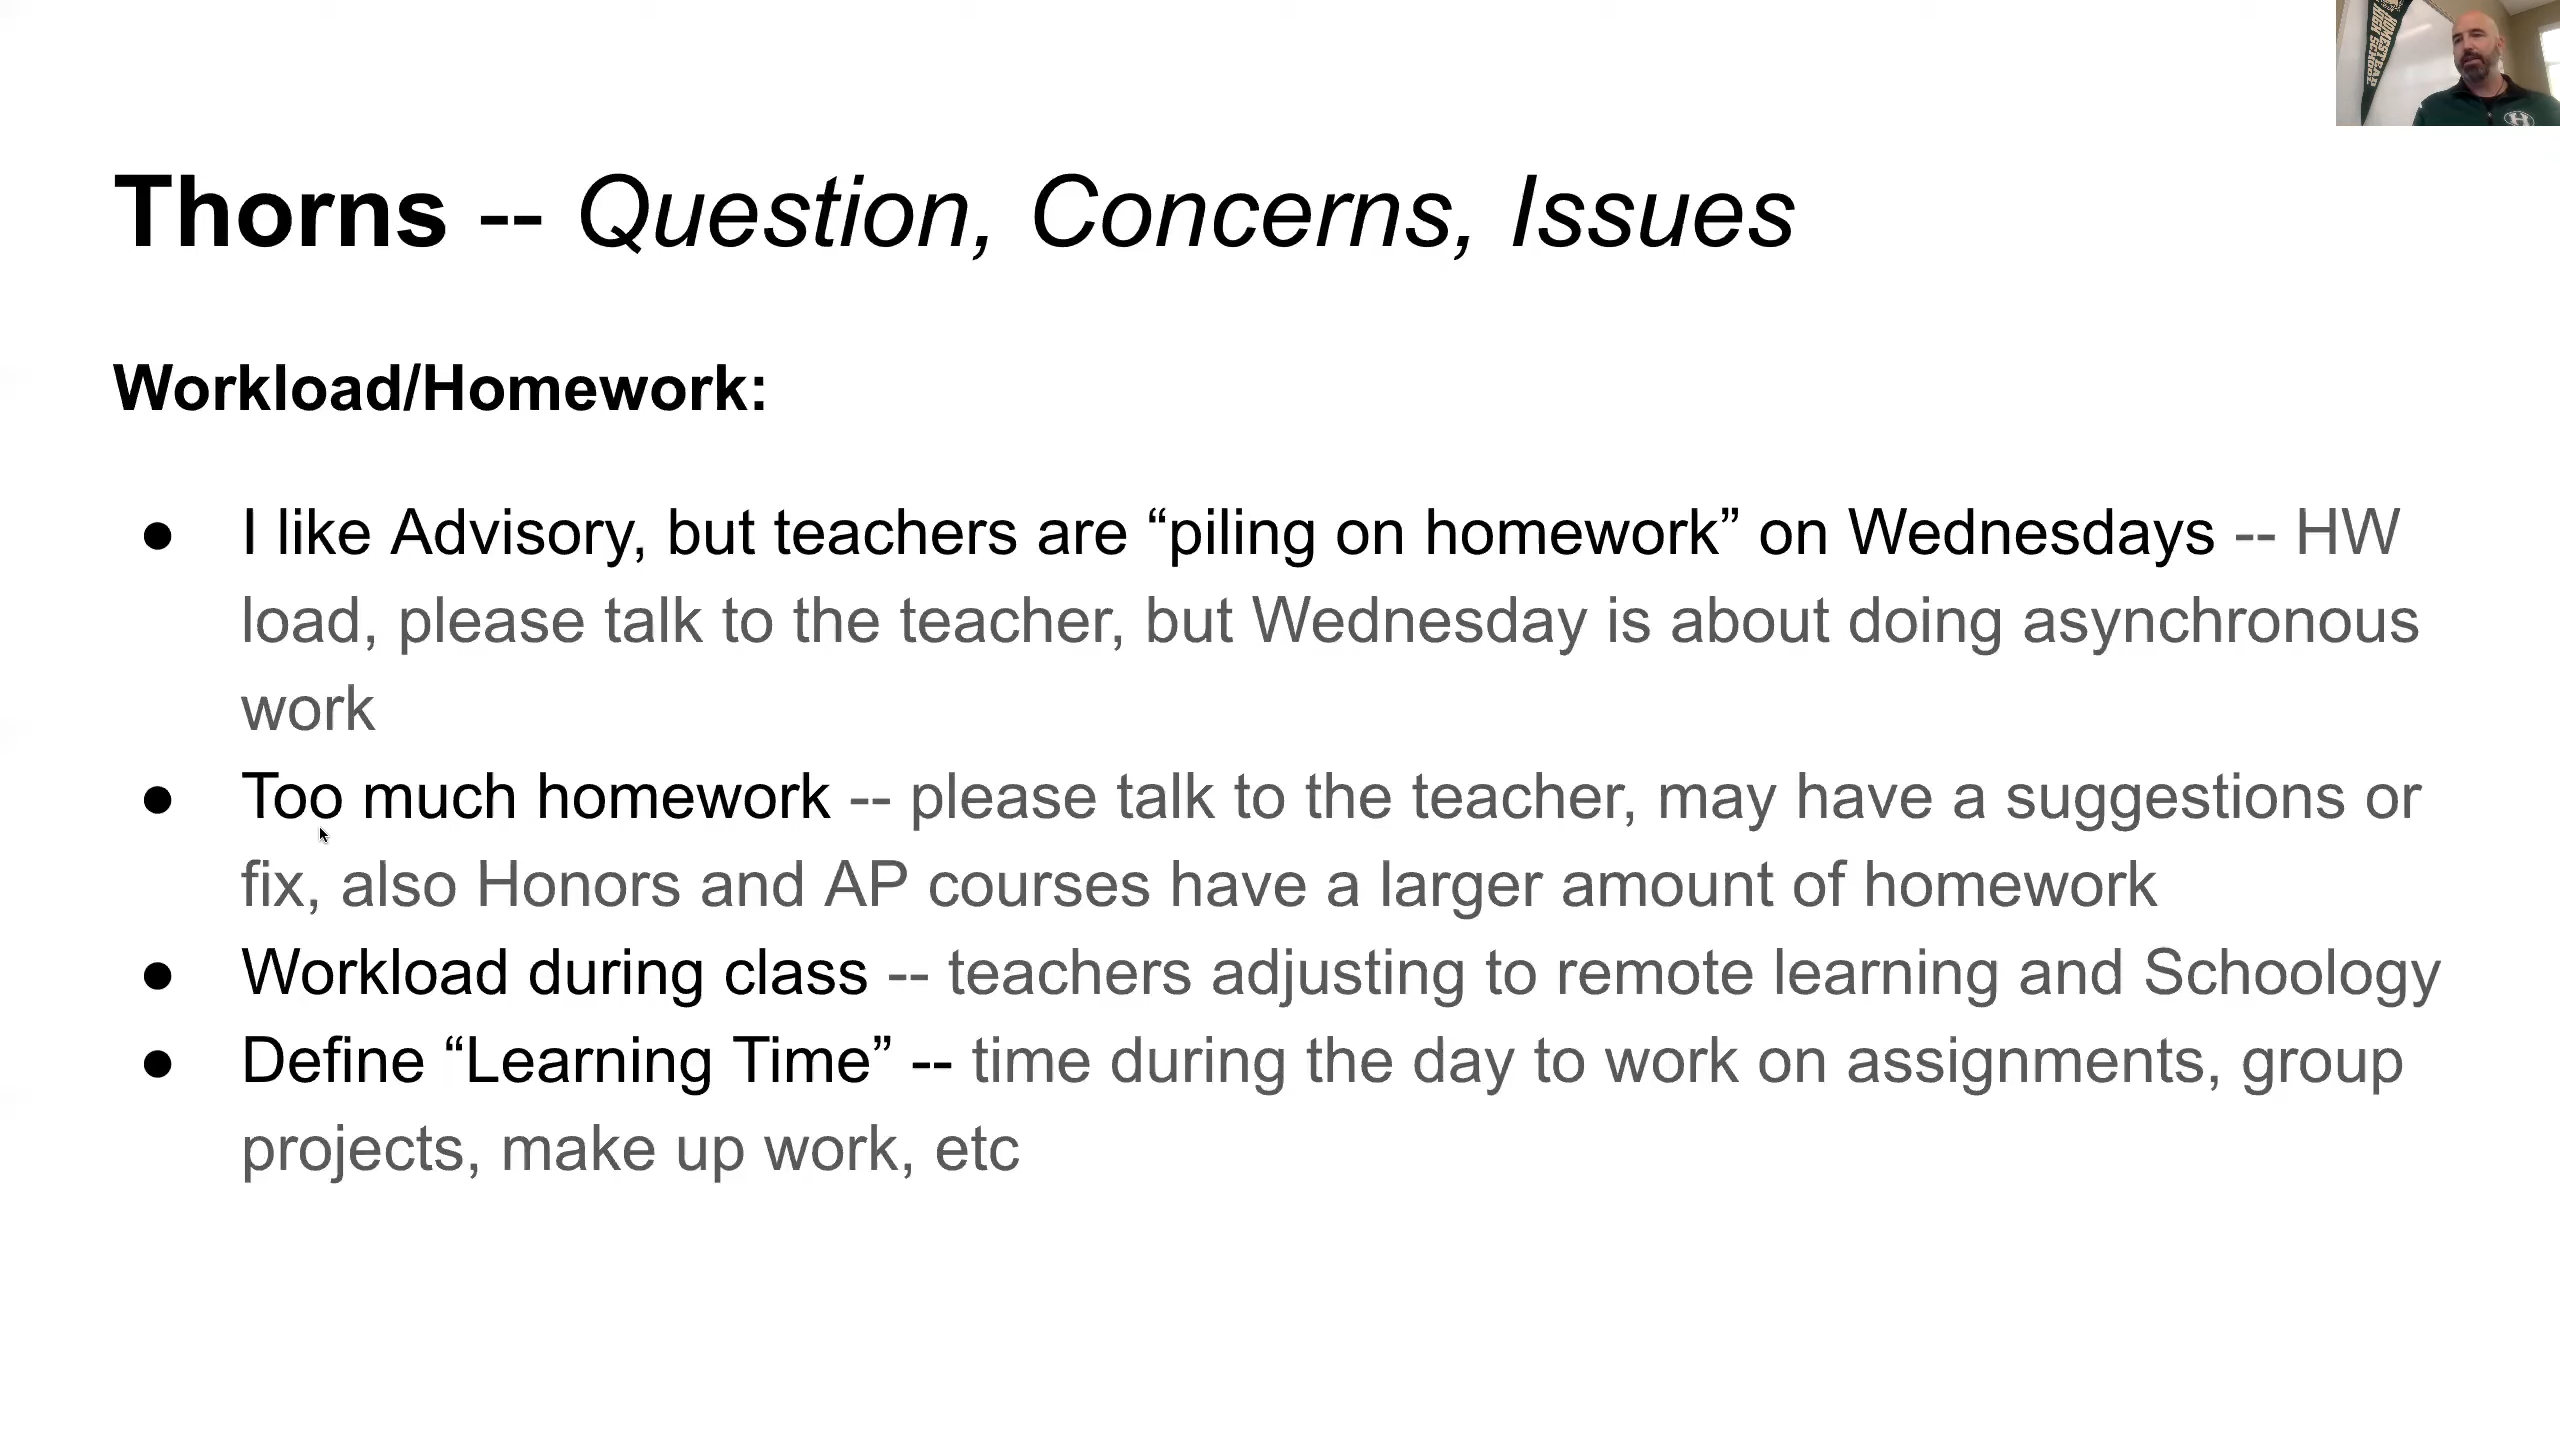 HOMESTEAD
HIGH SCHOOL
H
Thorns -- Question, Concerns, Issues
Workload/Homework:
● I like Advisory, but teachers are “piling on homework” on Wednesdays -- HW
load, please talk to the teacher, but Wednesday is about doing asynchronous
work
● Too much homework -- please talk to the teacher, may have a suggestions or
fix, also Honors and AP courses have a larger amount of homework
● Workload during class -- teachers adjusting to remote learning and Schoology
● Define “Learning Time” -- time during the day to work on assignments, group
projects, make up work, etc